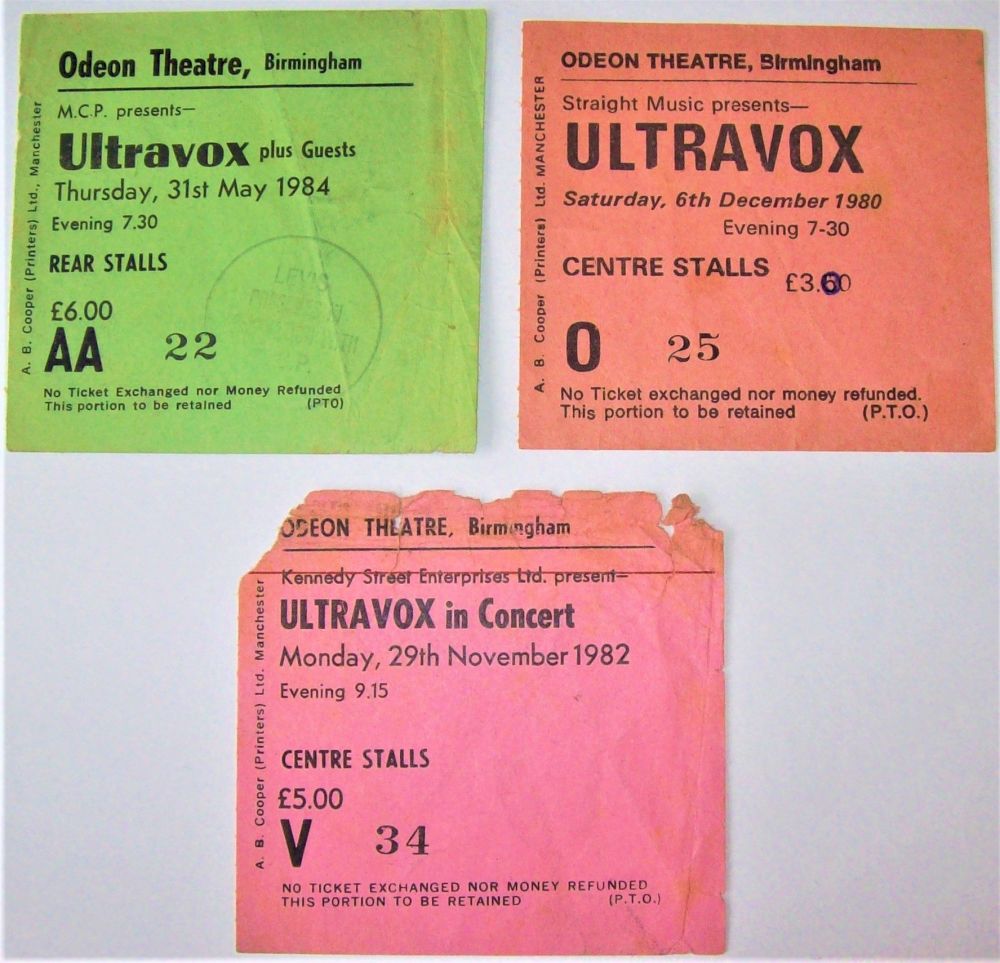 Odeon Theatre, Birmingham
M.C.P. presents—
Ultravox plus Guests
Thursday, 31st May 1984
Evening 7.30
REAR STALLS
£6.00
AA 22
No Ticket Exchanged nor Money Refunded
This portion to be retained (PTO)
A. B. Cooper (Printers) Ltd., Manchester
LEVIS
ODEON THEATRE, Birmingham
Straight Music presents—
ULTRAVOX
Saturday, 6th December 1980
Evening 7-30
CENTRE STALLS
£3.00
O 25
No Ticket exchanged nor money refunded.
This portion to be retained (P.T.O.)
A. B. Cooper (Printers) Ltd. MANCHESTER
ODEON THEATRE, Birmingham
Kennedy Street Enterprises Ltd. present—
ULTRAVOX in Concert
Monday, 29th November 1982
Evening 9.15
CENTRE STALLS
£5.00
V 34
NO TICKET EXCHANGED NOR MONEY REFUNDED
THIS PORTION TO BE RETAINED (P.T.O.)
A. B. Cooper (Printers) Ltd. Manchester